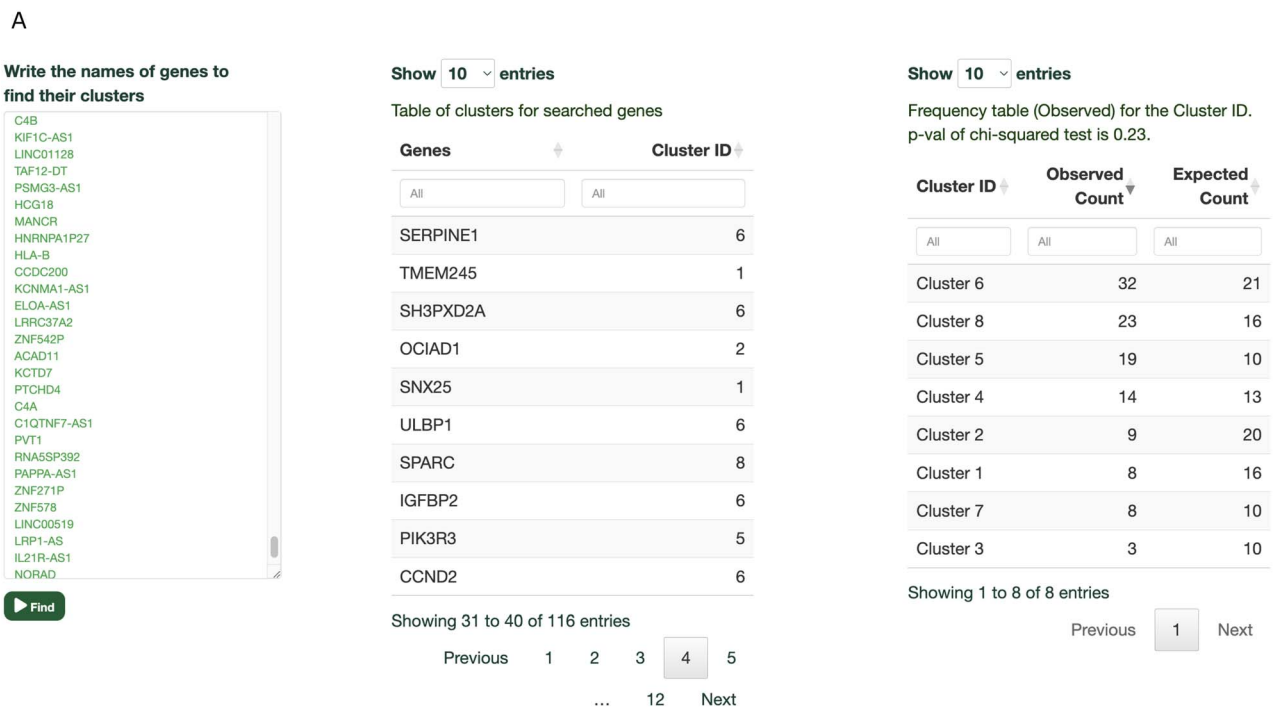 A
Write the names of genes to
find their clusters
C4B
KIF1C-AS1
LINC01128
TAF12-DT
PSMG3-AS1
HCG18
MANCR
HNRNPA1P27
HLA-B
CCDC200
KCNMA1-AS1
ELOA-AS1
LRRC37A2
ZNF542P
ACAD11
KCTD7
PTCHD4
C4A
C1QTNF7-AS1
PVT1
RNA5SP392
PAPPA-AS1
ZNF271P
ZNF578
LINC00519
LRP1-AS
IL21R-AS1
NORAD
Find
Show 10 entries
Table of clusters for searched genes
Genes Cluster ID
All All
SERPINE1 6
TMEM245 1
SH3PXD2A 6
OCIAD1 2
SNX25 1
ULBP1 6
SPARC 8
IGFBP2 6
PIK3R3 5
CCND2 6
Showing 31 to 40 of 116 entries
Previous 1 2 3 4 5
... 12 Next
Show 10 entries
Frequency table (Observed) for the Cluster ID.
p-val of chi-squared test is 0.23.
Cluster ID Observed Count Expected Count
All All All
Cluster 6 32 21
Cluster 8 23 16
Cluster 5 19 10
Cluster 4 14 13
Cluster 2 9 20
Cluster 1 8 16
Cluster 7 8 10
Cluster 3 3 10
Showing 1 to 8 of 8 entries
Previous 1 Next